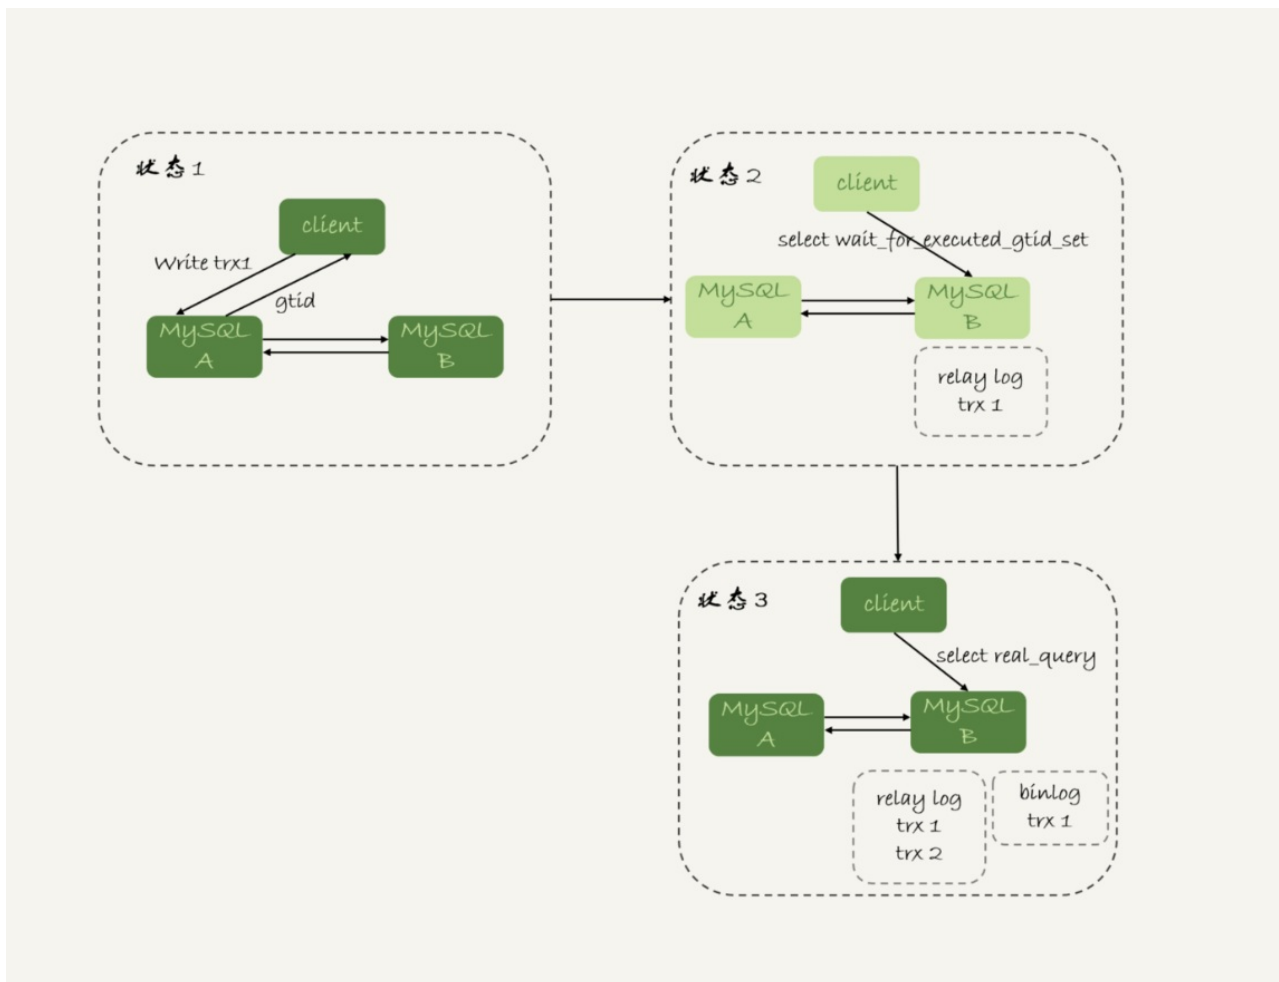 状态1
client
Write trx1
gtid
MySQL
A
MySQL
B
状态2
client
select wait_for_executed_gtid_set
MySQL
A
MySQL
B
relay log
trx 1
状态3
client
select real_query
MySQL
A
MySQL
B
relay log
trx 1
trx 2
binlog
trx 1